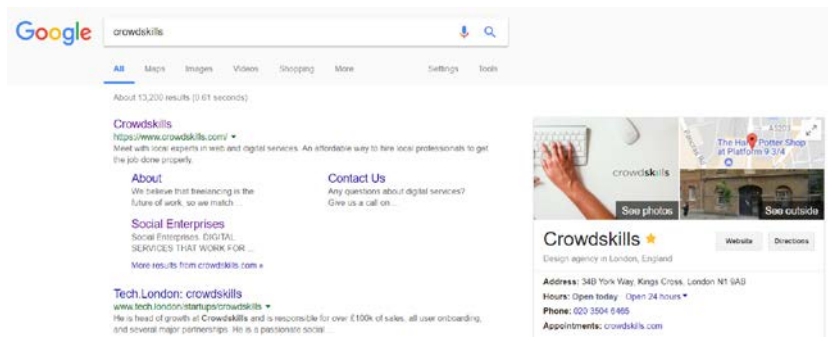 Google
crowdskills
All Maps Images Videos Shopping More Settings Tools
About 13,200 results (0.61 seconds)
Crowdskills
https://www.crowdskills.com/
Meet with local experts in web and digital services. An affordable way to hire local professionals to get
the job done properly.
About
We believe that freelancing is the
future of work, so we match ...
Contact Us
Any questions about digital services?
Give us a call on ...
Social Enterprises
Social Enterprises. DIGITAL
SERVICES THAT WORK FOR ...
More results from crowdskills.com »
Tech.London: crowdskills
www.tech.london/startups/crowdskills
He is head of growth at Crowdskills and is responsible for over £100k of sales, all user onboarding,
and several major partnerships. He is a passionate social ...
crowdskills
See photos
A5203
The Harry Potter Shop
at Platform 9 3/4
See outside
Crowdskills
Website Directions
Design agency in London, England
Address: 34B York Way, Kings Cross, London N1 9AB
Hours: Open today Open 24 hours
Phone: 020 3504 6465
Appointments: crowdskills.com